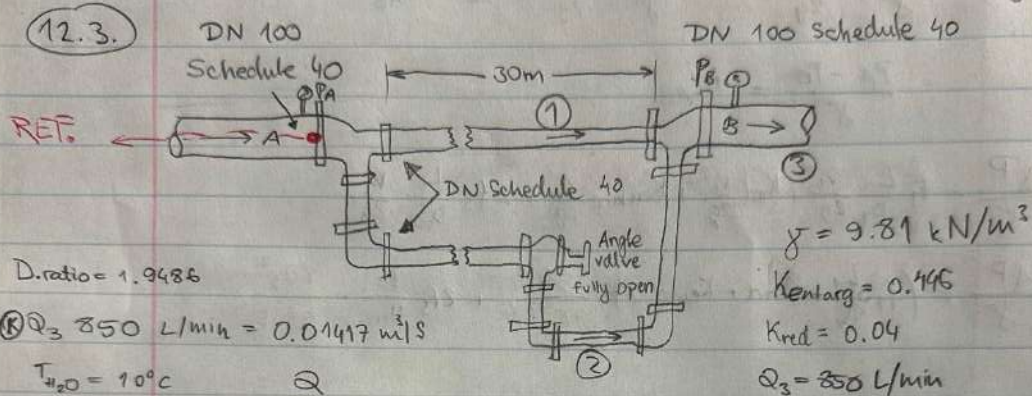 12.3.
DN 100
Schedule 40
DN 100 Schedule 40
30m
PA
PB
1
REF.
A
B
3
DN Schedule 40
γ = 9.81 kN/m³
Angle
valve
fully open
D.ratio = 1.9486
Kenlarg = 0.446
K Q3 850 L/min = 0.01417 m³/S
Kred = 0.04
2
T H2O = 10°C
Q
Q3 = 850 L/min